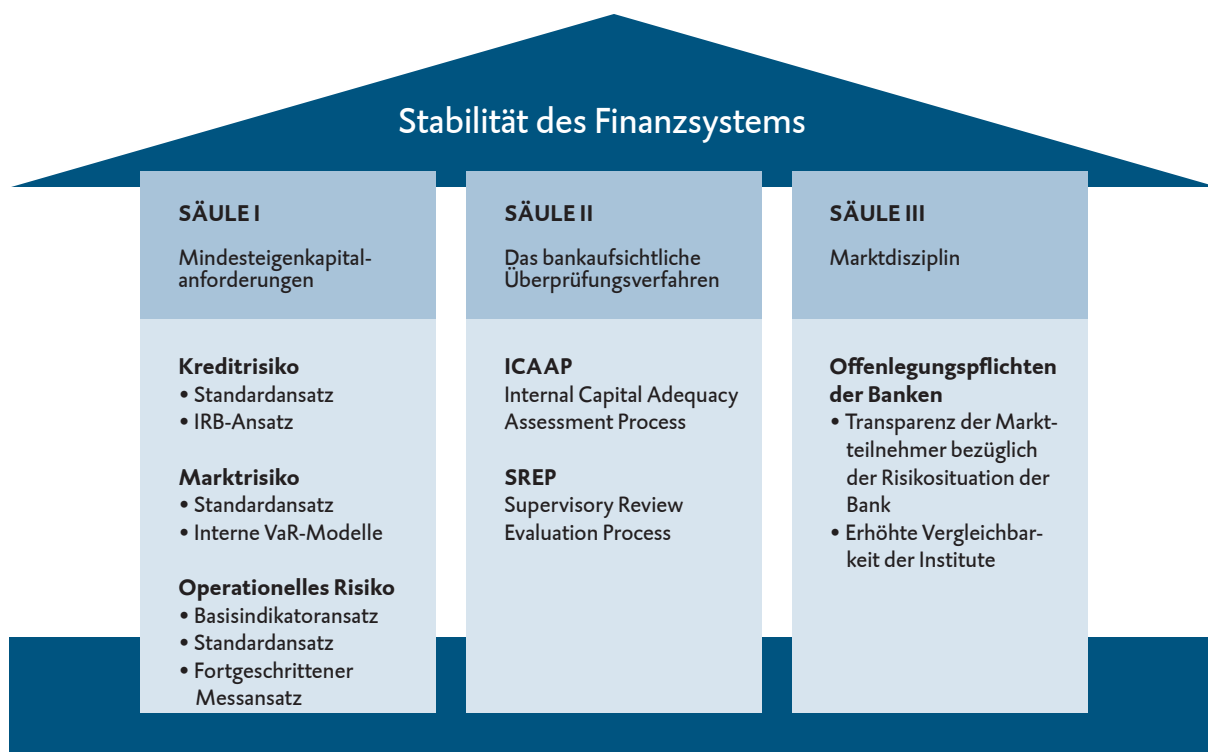 Stabilität des Finanzsystems
SÄULE I
Mindesteigenkapital-
anforderungen
Kreditrisiko
• Standardansatz
• IRB-Ansatz
Marktrisiko
• Standardansatz
• Interne VaR-Modelle
Operationelles Risiko
• Basisindikatoransatz
• Standardansatz
• Fortgeschrittener
Messansatz
SÄULE II
Das bankaufsichtliche
Überprüfungsverfahren
ICAAP
Internal Capital Adequacy
Assessment Process
SREP
Supervisory Review
Evaluation Process
SÄULE III
Marktdisziplin
Offenlegungspflichten
der Banken
• Transparenz der Markt-
teilnehmer bezüglich
der Risikosituation der
Bank
• Erhöhte Vergleichbar-
keit der Institute